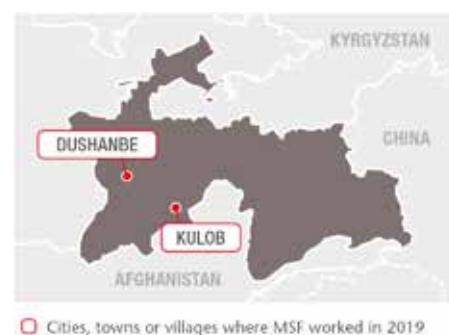 KYRGYZSTAN
DUSHANBE
CHINA
KULOB
AFGHANISTAN
Cities, towns or villages where MSF worked in 2019